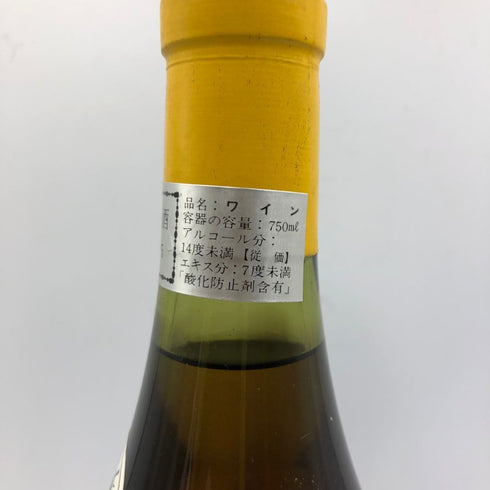 品名：ワイン
容器の容量：750mℓ
アルコール分：
14度未満【従 価】
エキス分：7度未満
「酸化防止剤含有」
酒